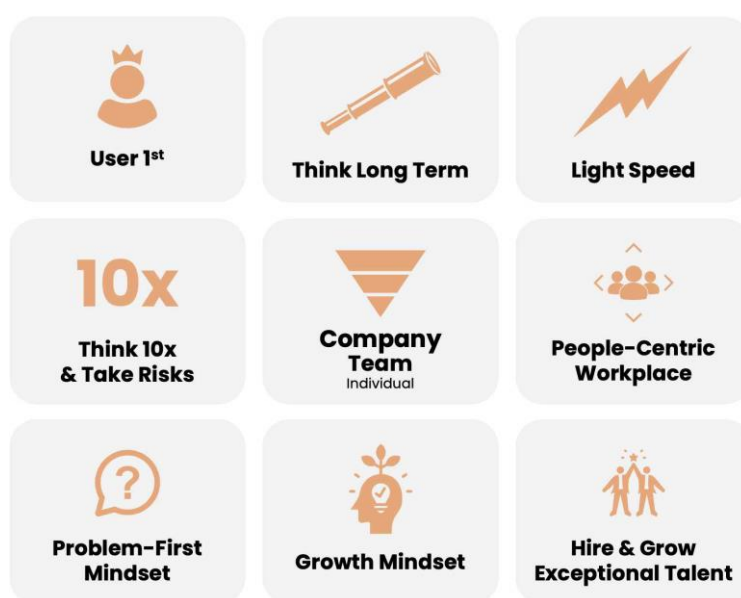 User 1st
Think Long Term
Light Speed
10x
Think 10x
& Take Risks
Company
Team
Individual
People-Centric
Workplace
?
Problem-First
Mindset
Growth Mindset
Hire & Grow
Exceptional Talent